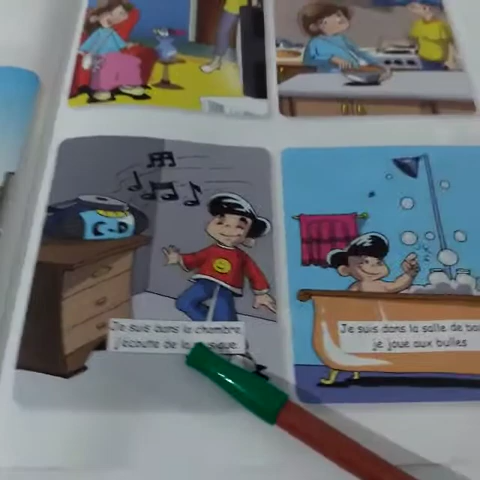 C-D
Je suis dans la chambre
j'écoute de la
Je suis dans la salle de
je joue aux bulles